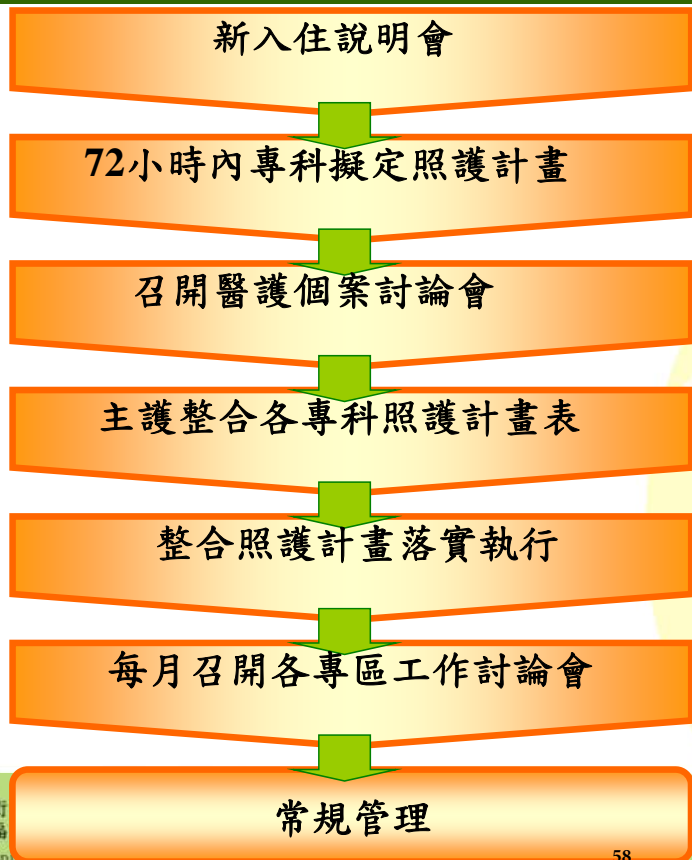 新入住說明會
72小時內專科擬定照護計畫
召開醫護個案討論會
主護整合各專科照護計畫表
整合照護計畫落實執行
每月召開各專區工作討論會
常規管理
58